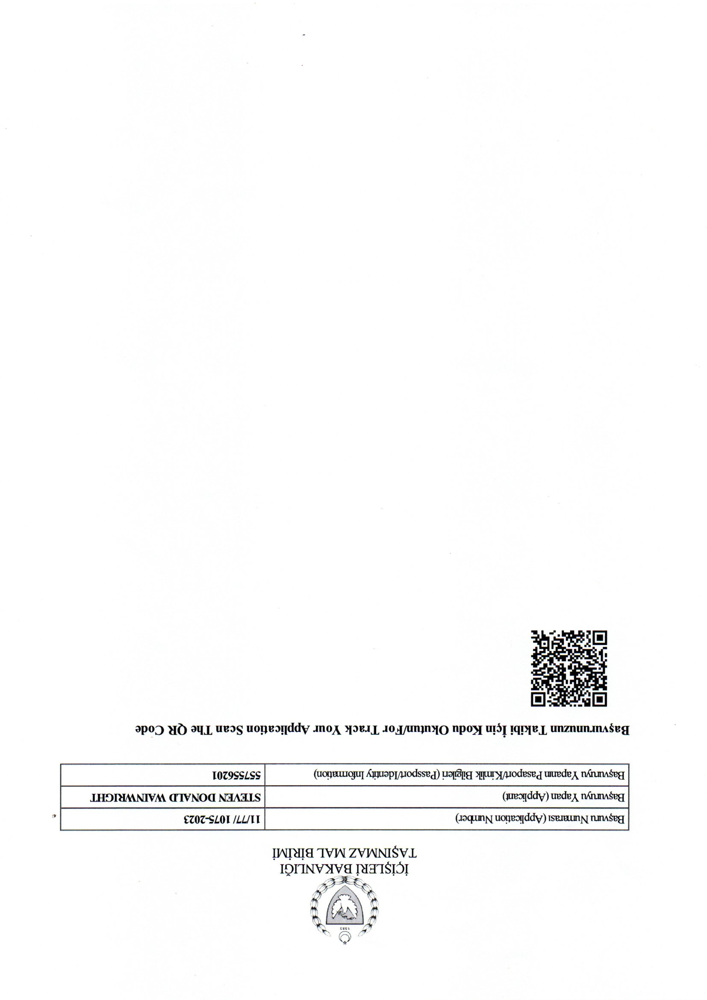 1983
İÇİŞLERİ BAKANLIĞI
TAŞINMAZ MAL BİRİMİ
Başvuru Numarası (Application Number) 11/77/ 1075-2023
Başvuruyu Yapan (Applicant) STEVEN DONALD WAINWRIGHT
Başvuruyu Yapanın Pasaport/Kimlik Bilgileri (Passport/Identity Information) 557556201
Başvurunuzun Takibi İçin Kodu Okutun/For Track Your Application Scan The QR Code